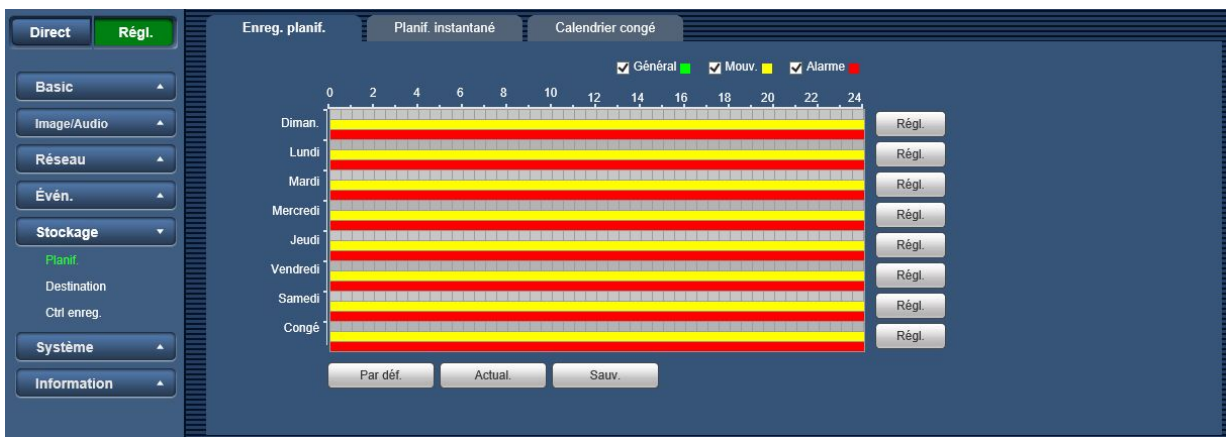 Direct Régl.
Enreg. planif. Planif. instantané Calendrier congé
Basic
Image/Audio
Réseau
Évén.
Stockage
Planif.
Destination
Ctrl enreg.
Système
Information
Général Mouv. Alarme
0 2 4 6 8 10 12 14 16 18 20 22 24
Diman. Régl.
Lundi Régl.
Mardi Régl.
Mercredi Régl.
Jeudi Régl.
Vendredi Régl.
Samedi Régl.
Congé Régl.
Par déf. Actual. Sauv.